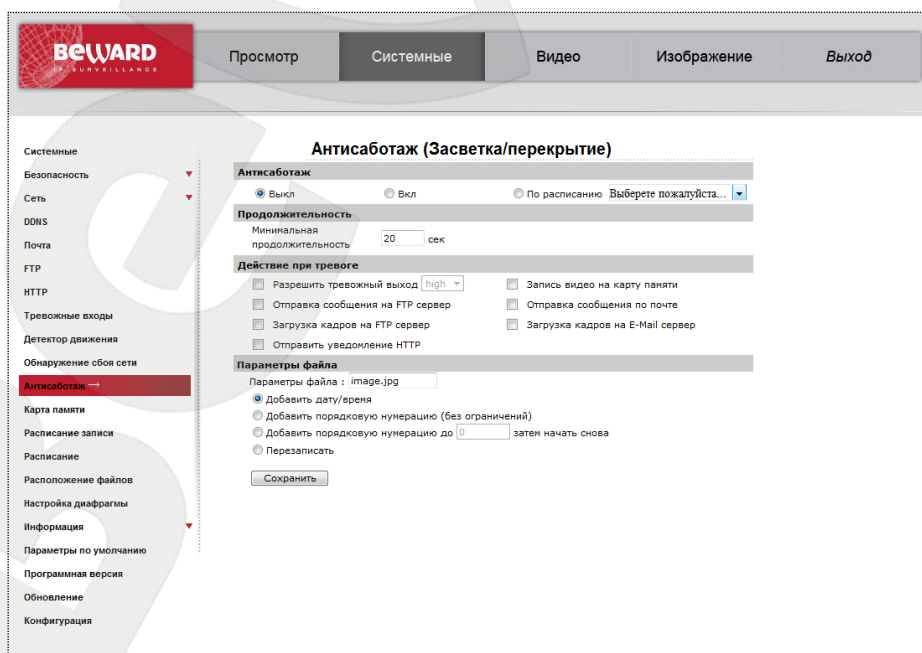 BEWARD
IP SURVEILLANCE
Просмотр
Системные
Видео
Изображение
Выход
Системные
Безопасность
Сеть
DDNS
Почта
FTP
HTTP
Тревожные входы
Детектор движения
Обнаружение сбоя сети
Антисаботаж →
Карта памяти
Расписание записи
Расписание
Расположение файлов
Настройка диафрагмы
Информация
Параметры по умолчанию
Программная версия
Обновление
Конфигурация
Антисаботаж (Засветка/перекрытие)
Антисаботаж
Выкл Вкл По расписанию Выберете пожалуйста...
Продолжительность
Минимальная
продолжительность 20 сек
Действие при тревоге
Разрешить тревожный выход high Запись видео на карту памяти
Отправка сообщения на FTP сервер Отправка сообщения по почте
Загрузка кадров на FTP сервер Загрузка кадров на E-Mail сервер
Отправить уведомление HTTP
Параметры файла
Параметры файла : image.jpg
Добавить дату/время
Добавить порядковую нумерацию (без ограничений)
Добавить порядковую нумерацию до 0 затем начать снова
Перезаписать
Сохранить